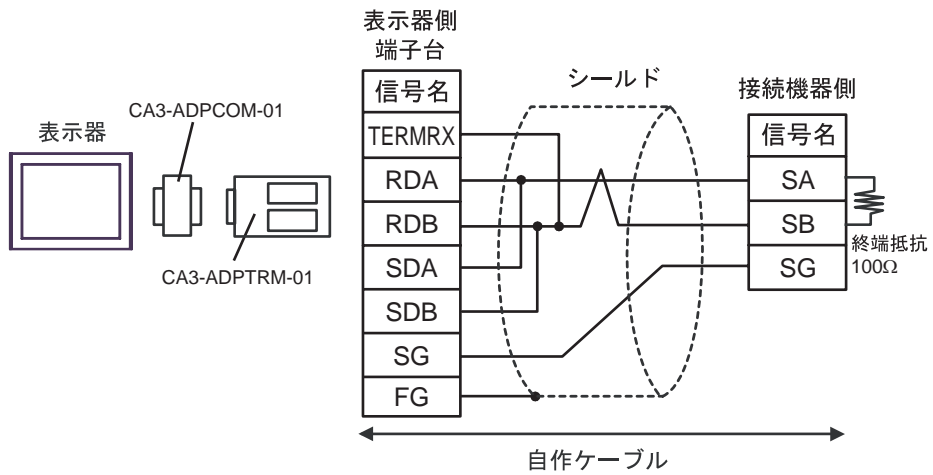 表示器
CA3-ADPCOM-01
CA3-ADPTRM-01
表示器側
端子台
信号名
TERMRX
RDA
RDB
SDA
SDB
SG
FG
シールド
接続機器側
信号名
SA
SB
SG
終端抵抗
100Ω
自作ケーブル